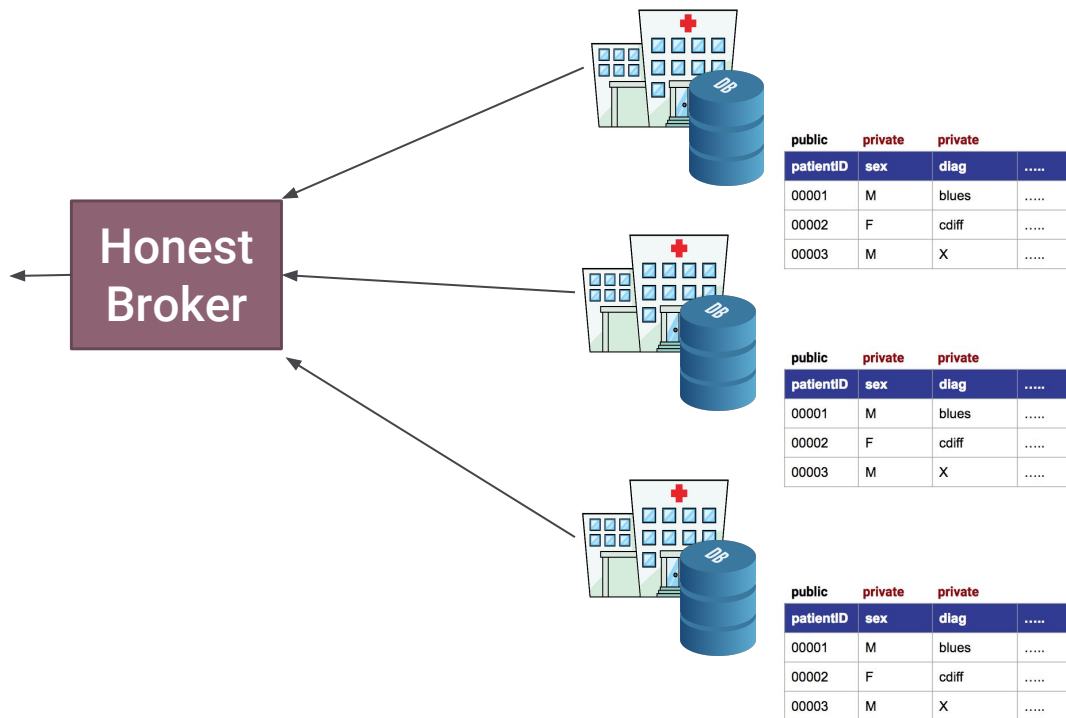 Honest
Broker
DB
public private private
patientID sex diag .....
00001 M blues .....
00002 F cdiff .....
00003 M X .....
DB
public private private
patientID sex diag .....
00001 M blues .....
00002 F cdiff .....
00003 M X .....
DB
public private private
patientID sex diag .....
00001 M blues .....
00002 F cdiff .....
00003 M X .....